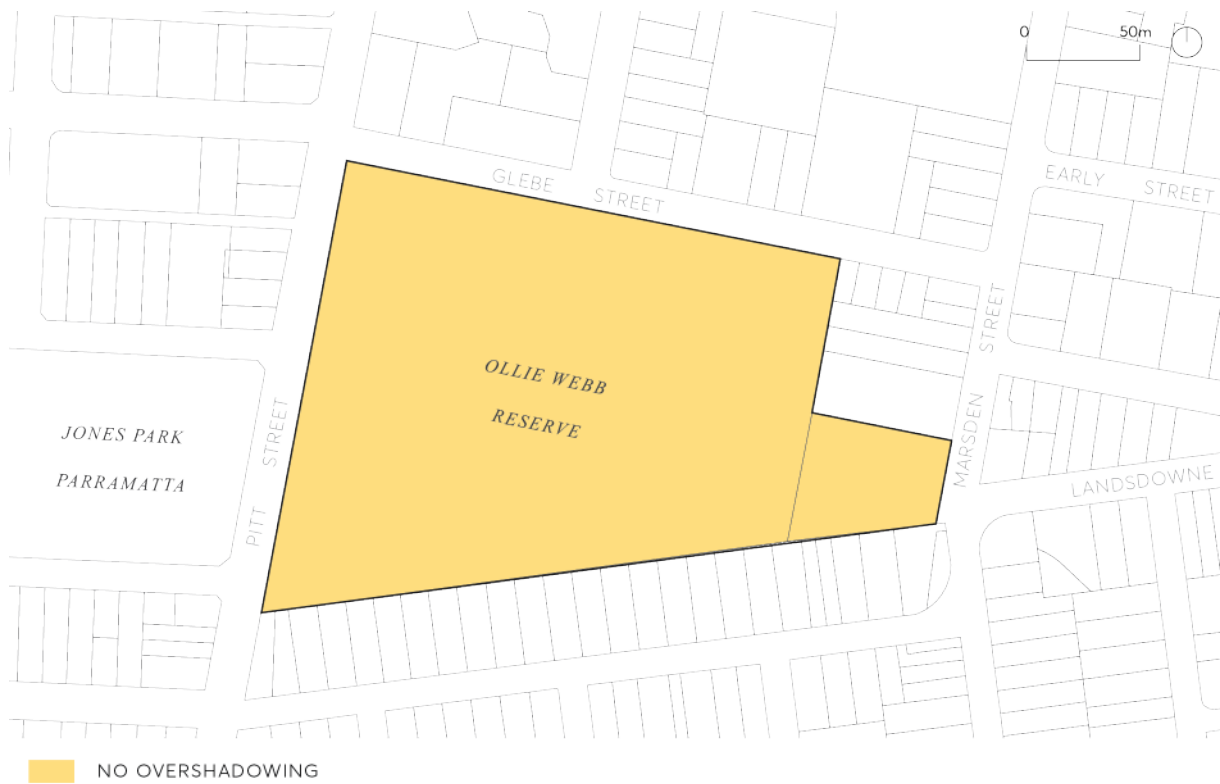 0 50m
GLEBE STREET
EARLY STREET
OLLIE WEBB
RESERVE
JONES PARK
PARRAMATTA
PITT STREET
MARSDEN STREET
LANDSDOWNE
NO OVERSHADOWING